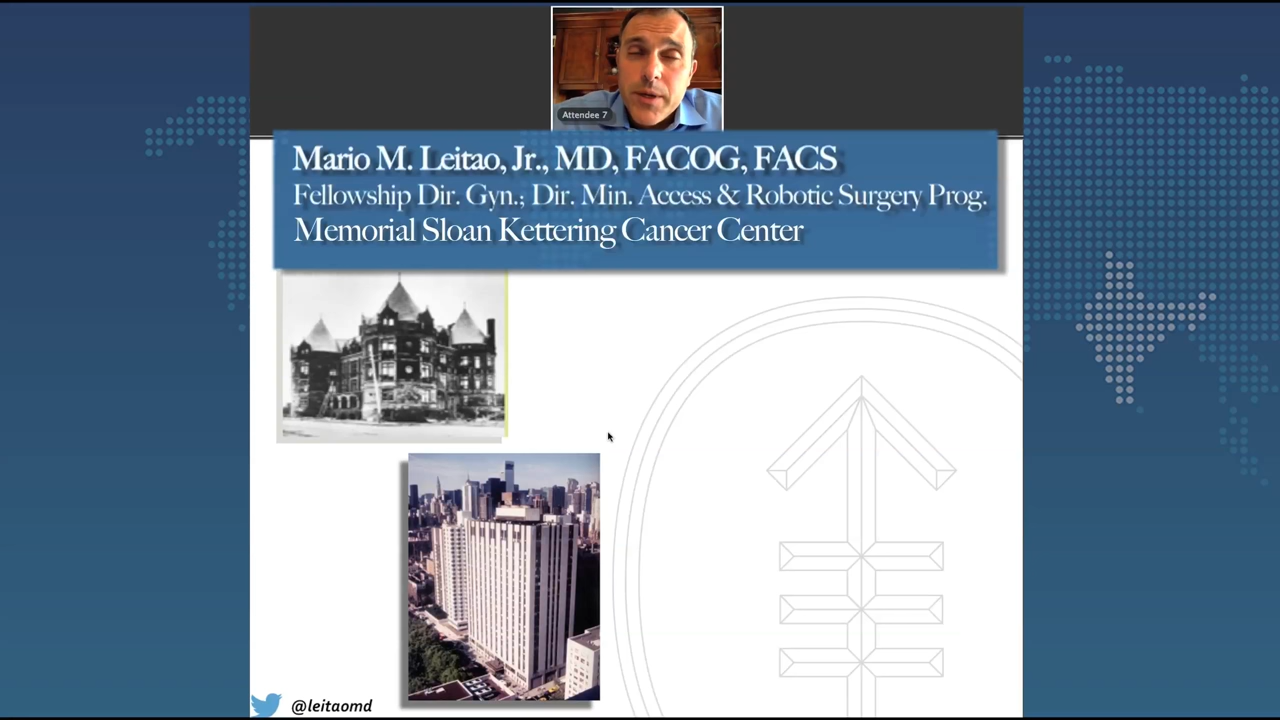 Attendee 7
Mario M. Leitao, Jr., MD, FACOG, FACS
Fellowship Dir. Gyn.; Dir. Min. Access & Robotic Surgery Prog.
Memorial Sloan Kettering Cancer Center
@leitaomd